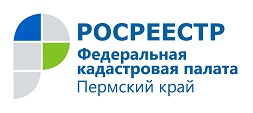 РОСРЕЕСТР
Федеральная
кадастровая палата
Пермский край